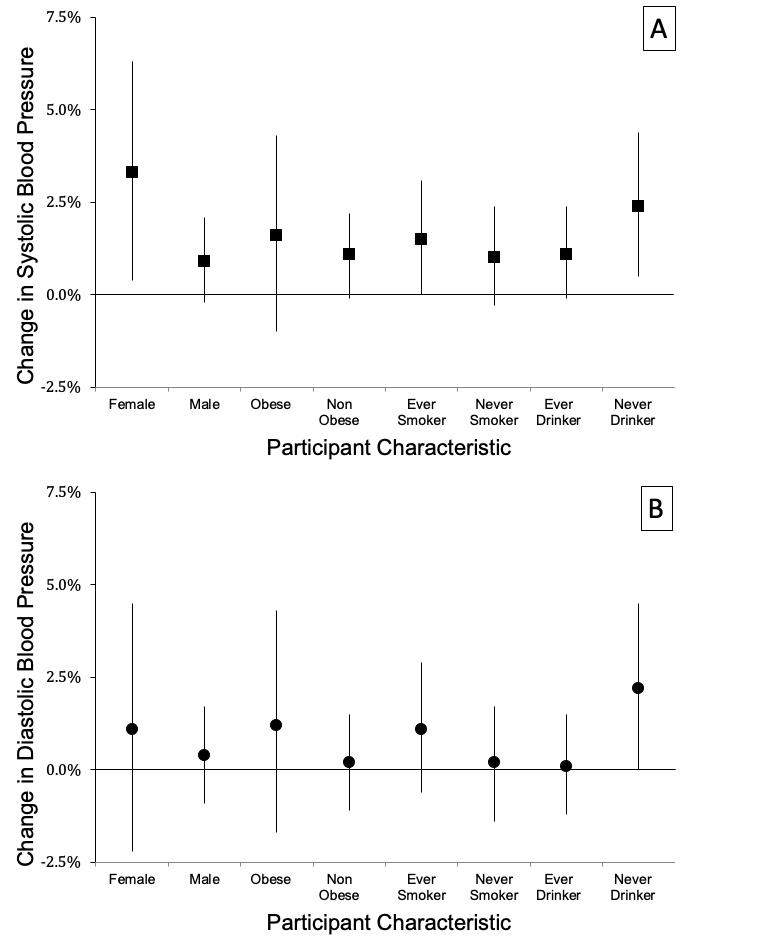 A
Change in Systolic Blood Pressure
7.5%
5.0%
2.5%
0.0%
-2.5%
Female Male Obese Non Ever Never Ever Never
Obese Smoker Smoker Drinker Drinker
Participant Characteristic
B
Change in Diastolic Blood Pressure
7.5%
5.0%
2.5%
0.0%
-2.5%
Female Male Obese Non Ever Never Ever Never
Obese Smoker Smoker Drinker Drinker
Participant Characteristic